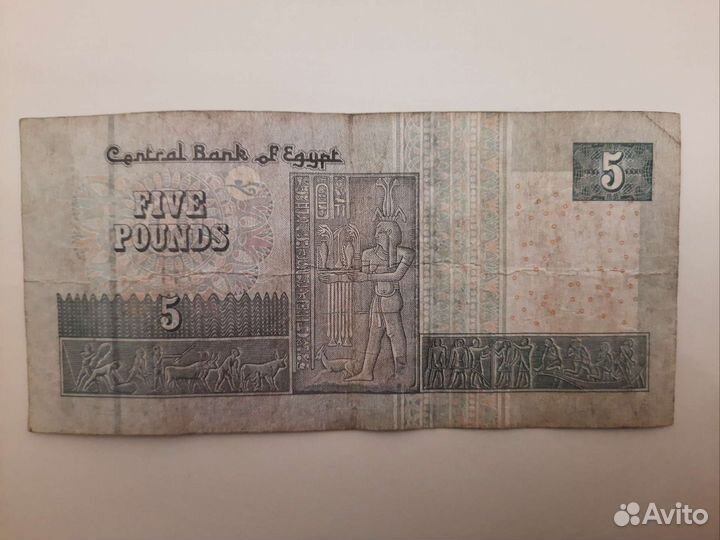 Central Bank of Egypt
5
FIVE
POUNDS
5
Avito